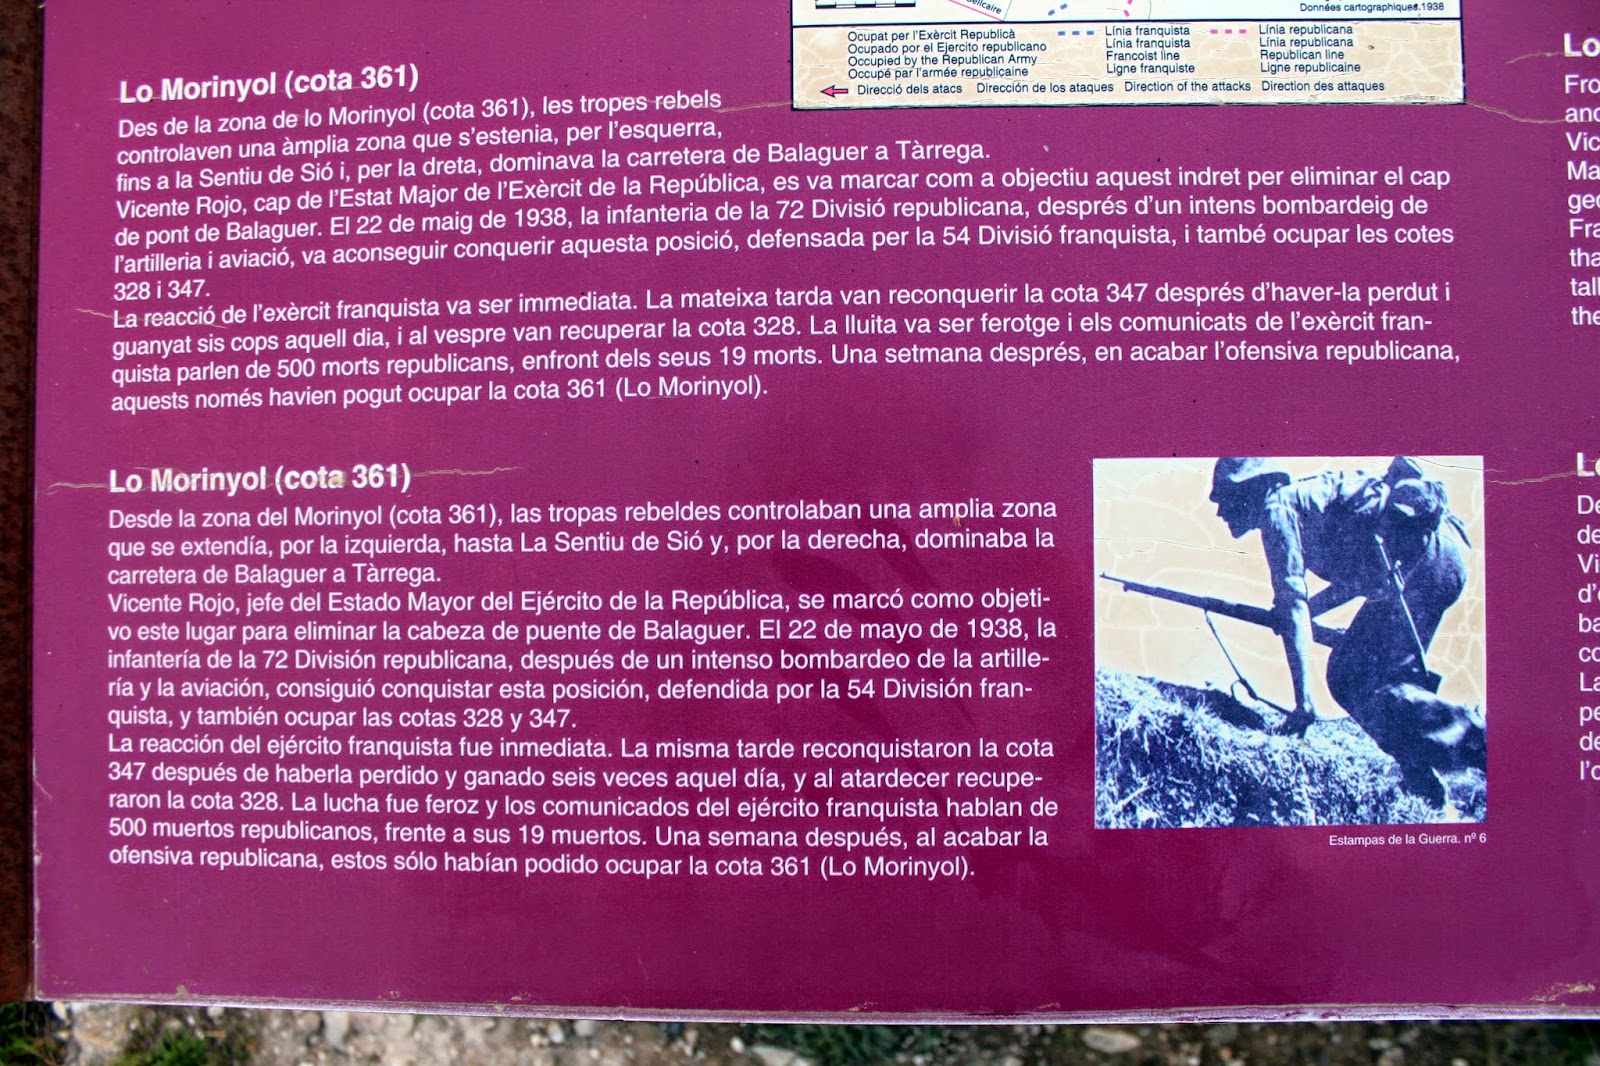 Données cartographiques.1938
Ocupat per l'Exèrcit Republicà
Ocupado por el Ejercito republicano
Occupied by the Republican Army
Occupé par l'armée republicaine
Línia franquista
Línia franquista
Francoist line
Ligne franquiste
Línia republicana
Línia republicana
Republican line
Ligne republicaine
Direcció dels atacs Dirección de los ataques Direction of the attacks Direction des attaques
Lo Morinyol (cota 361)
Des de la zona de lo Morinyol (cota 361), les tropes rebels
controlaven una àmplia zona que s'estenia, per l'esquerra,
fins a la Sentiu de Sió i, per la dreta, dominava la carretera de Balaguer a Tàrrega.
Vicente Rojo, cap de l'Estat Major de l'Exèrcit de la República, es va marcar com a objectiu aquest indret per eliminar el cap
de pont de Balaguer. El 22 de maig de 1938, la infanteria de la 72 Divisió republicana, després d'un intens bombardeig de
l'artilleria i aviació, va aconseguir conquerir aquesta posició, defensada per la 54 Divisió franquista, i també ocupar les cotes
328 i 347.
La reacció de l'exèrcit franquista va ser immediata. La mateixa tarda van reconquerir la cota 347 després d'haver-la perdut i
guanyat sis cops aquell dia, i al vespre van recuperar la cota 328. La lluita va ser ferotge i els comunicats de l'exèrcit fran-
quista parlen de 500 morts republicans, enfront dels seus 19 morts. Una setmana després, en acabar l'ofensiva republicana,
aquests només havien pogut ocupar la cota 361 (Lo Morinyol).
Lo Morinyol (cota 361)
Desde la zona del Morinyol (cota 361), las tropas rebeldes controlaban una amplia zona
que se extendía, por la izquierda, hasta La Sentiu de Sió y, por la derecha, dominaba la
carretera de Balaguer a Tàrrega.
Vicente Rojo, jefe del Estado Mayor del Ejército de la República, se marcó como objeti-
vo este lugar para eliminar la cabeza de puente de Balaguer. El 22 de mayo de 1938, la
infantería de la 72 División republicana, después de un intenso bombardeo de la artille-
ría y la aviación, consiguió conquistar esta posición, defendida por la 54 División fran-
quista, y también ocupar las cotas 328 y 347.
La reacción del ejército franquista fue inmediata. La misma tarde reconquistaron la cota
347 después de haberla perdido y ganado seis veces aquel día, y al atardecer recupe-
raron la cota 328. La lucha fue feroz y los comunicados del ejército franquista hablan de
500 muertos republicanos, frente a sus 19 muertos. Una semana después, al acabar la
ofensiva republicana, estos sólo habían podido ocupar la cota 361 (Lo Morinyol).
Estampas de la Guerra. nº 6